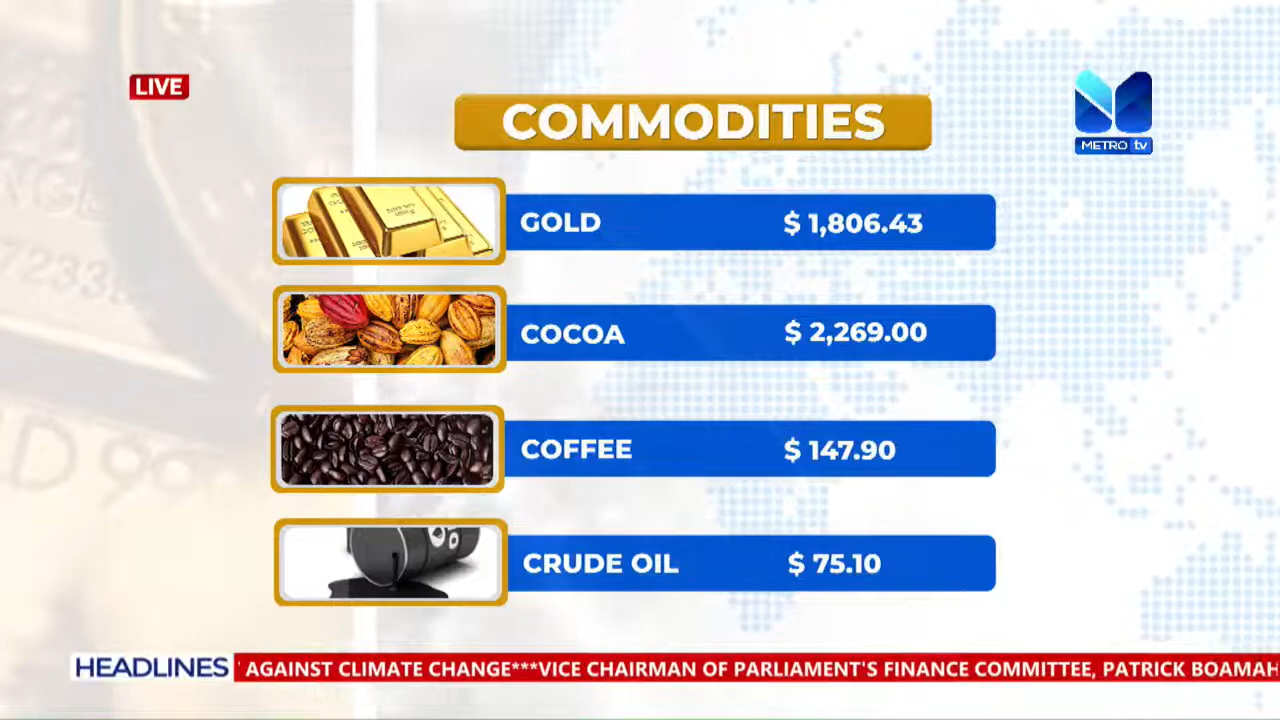 LIVE
COMMODITIES
METRO tv
GOLD $ 1,806.43
COCOA $ 2,269.00
COFFEE $ 147.90
CRUDE OIL $ 75.10
HEADLINES ' AGAINST CLIMATE CHANGE***VICE CHAIRMAN OF PARLIAMENT'S FINANCE COMMITTEE, PATRICK BOAMAH